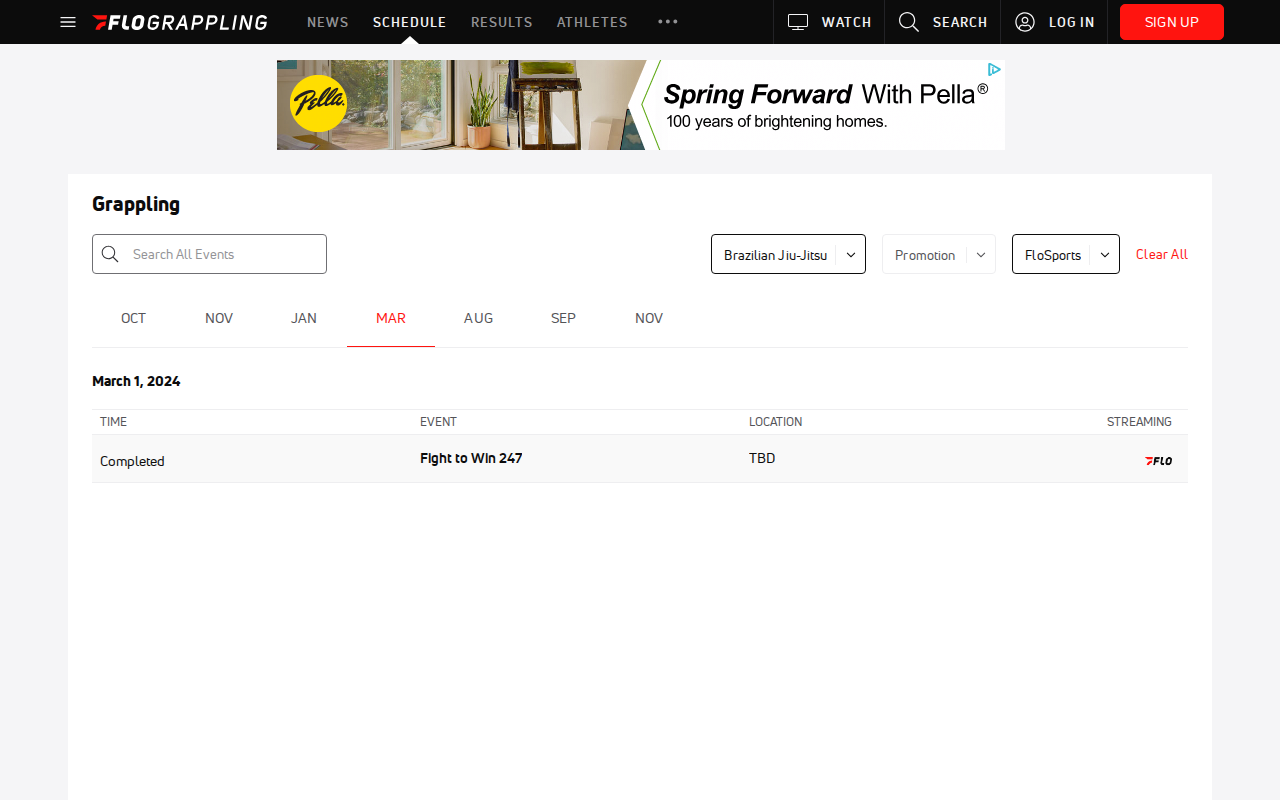 FLOGRAPPLING NEWS SCHEDULE RESULTS ATHLETES WATCH SEARCH LOG IN SIGN UP
Pella. Spring Forward With Pella®
100 years of brightening homes.
Grappling
Search All Events Brazilian Jiu-Jitsu Promotion FloSports Clear All
OCT NOV JAN MAR AUG SEP NOV
March 1, 2024
TIME EVENT LOCATION STREAMING
Completed Fight to Win 247 TBD FLO